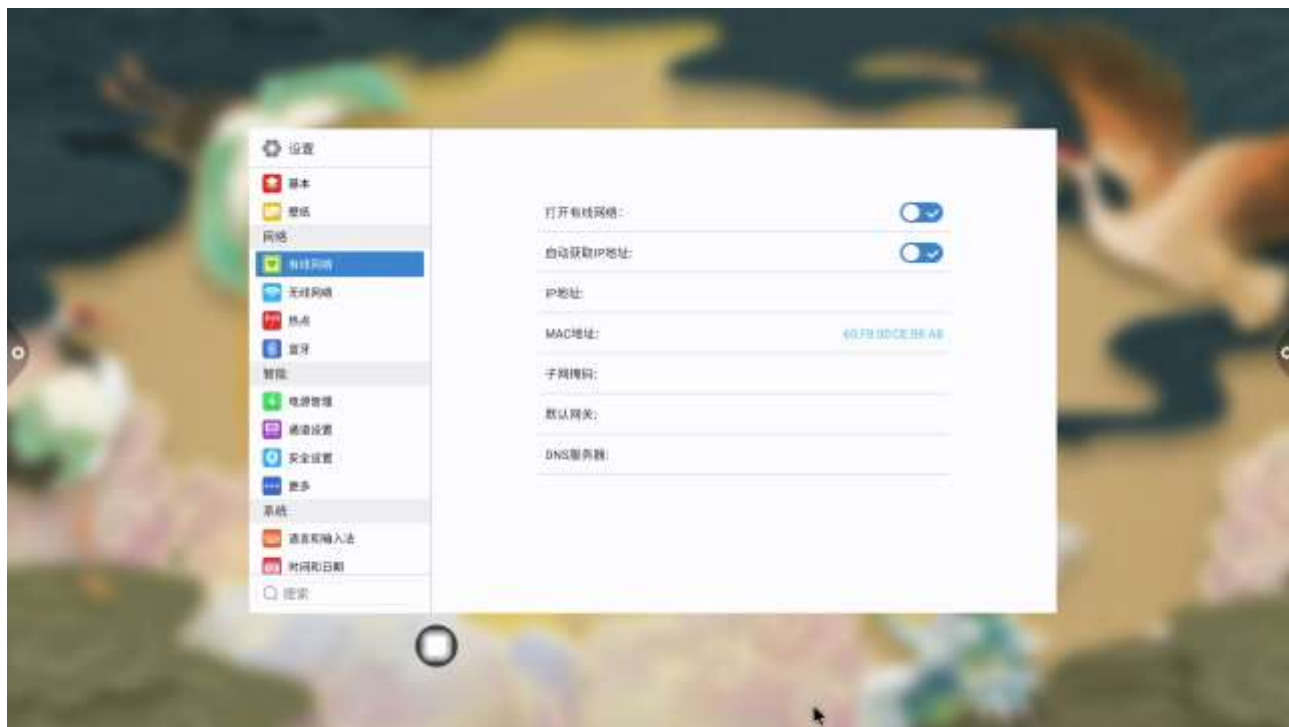 设置
基本
壁纸
网络
有线网络
无线网络
热点
蓝牙
智能
电源管理
通道设置
安全设置
更多
系统
语言和输入法
时间和日期
搜索
打开有线网络:
自动获取IP地址:
IP地址:
MAC地址:
子网掩码:
默认网关:
DNS服务器: